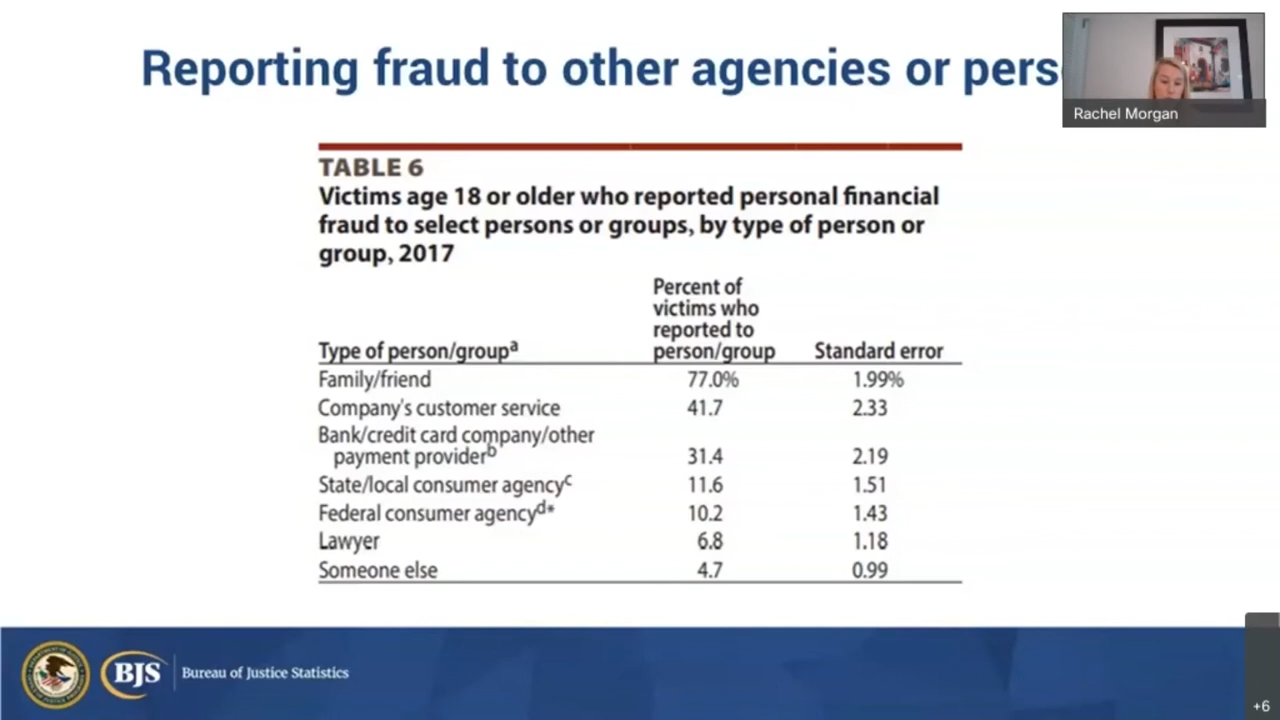 Reporting fraud to other agencies or pers
Rachel Morgan
TABLE 6
Victims age 18 or older who reported personal financial
fraud to select persons or groups, by type of person or
group, 2017
Percent of
victims who
reported to
Type of person/groupᵃ person/group Standard error
Family/friend 77.0% 1.99%
Company's customer service 41.7 2.33
Bank/credit card company/other
payment providerᵇ 31.4 2.19
State/local consumer agencyᶜ 11.6 1.51
Federal consumer agencyᵈ* 10.2 1.43
Lawyer 6.8 1.18
Someone else 4.7 0.99
BJS Bureau of Justice Statistics
+6